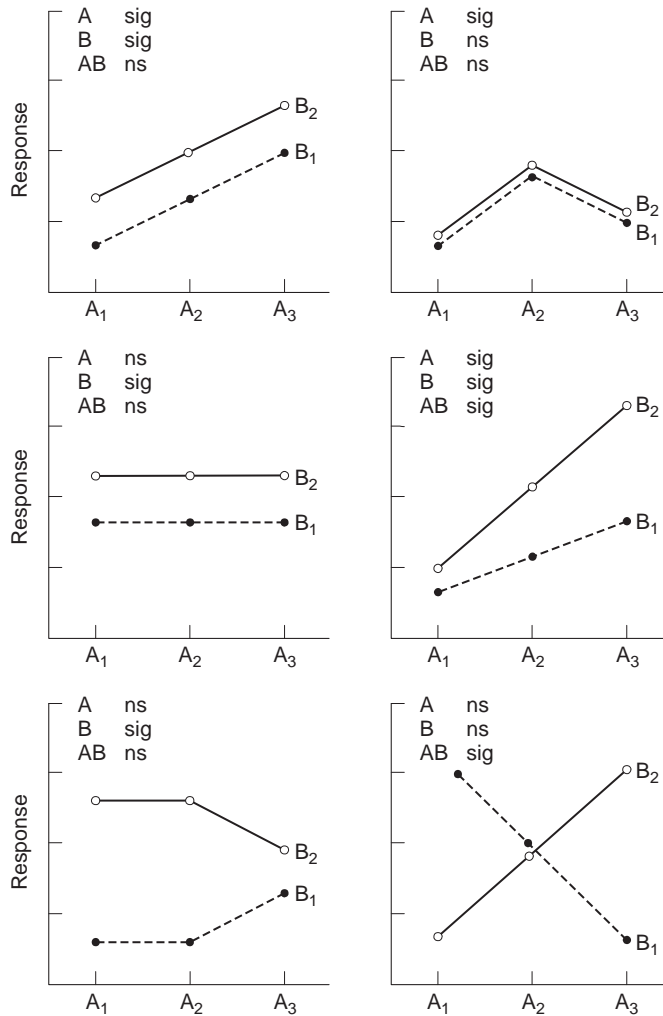 A sig
B sig
AB ns
Response
B2
B1
A1 A2 A3
A sig
B ns
AB ns
B2
B1
A1 A2 A3
A ns
B sig
AB ns
Response
B2
B1
A1 A2 A3
A sig
B sig
AB sig
B2
B1
A1 A2 A3
A ns
B sig
AB ns
Response
B2
B1
A1 A2 A3
A ns
B ns
AB sig
B2
B1
A1 A2 A3